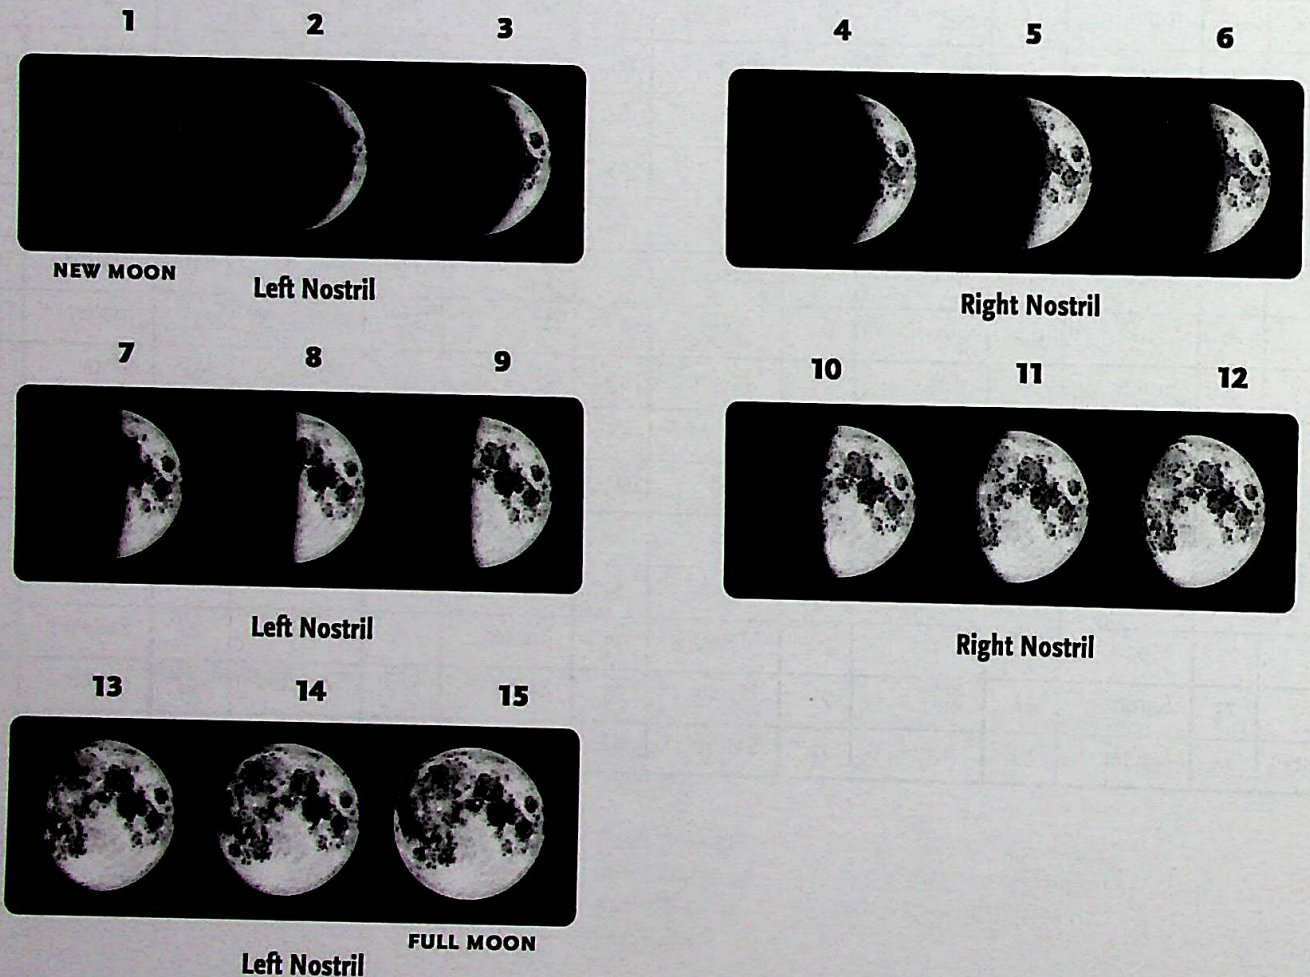 1 2 3
4 5 6
NEW MOON
Left Nostril
Right Nostril
7 8 9
10 11 12
Left Nostril
Right Nostril
13 14 15
FULL MOON
Left Nostril